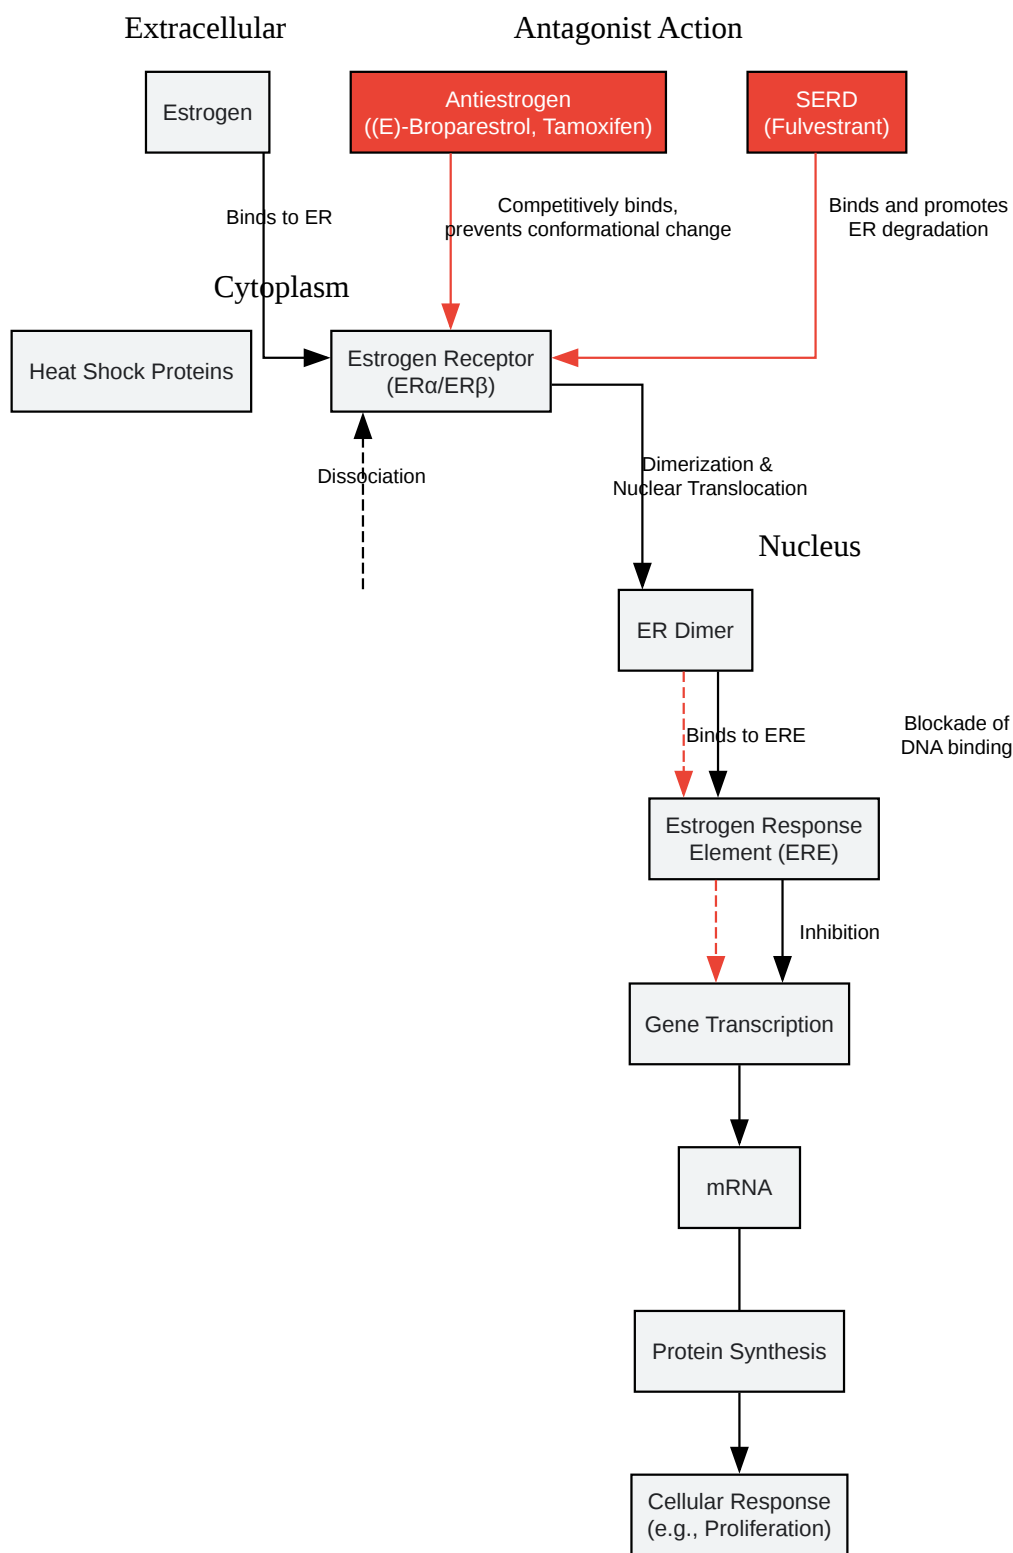 Extracellular
Antagonist Action
Estrogen
Antiestrogen
((E)-Broparestrol, Tamoxifen)
SERD
(Fulvestrant)
Binds to ER
Competitively binds,
prevents conformational change
Binds and promotes
ER degradation
Cytoplasm
Heat Shock Proteins
Estrogen Receptor
(ERα/ERβ)
Dissociation
Dimerization &
Nuclear Translocation
Nucleus
ER Dimer
Binds to ERE
Blockade of
DNA binding
Estrogen Response
Element (ERE)
Inhibition
Gene Transcription
mRNA
Protein Synthesis
Cellular Response
(e.g., Proliferation)